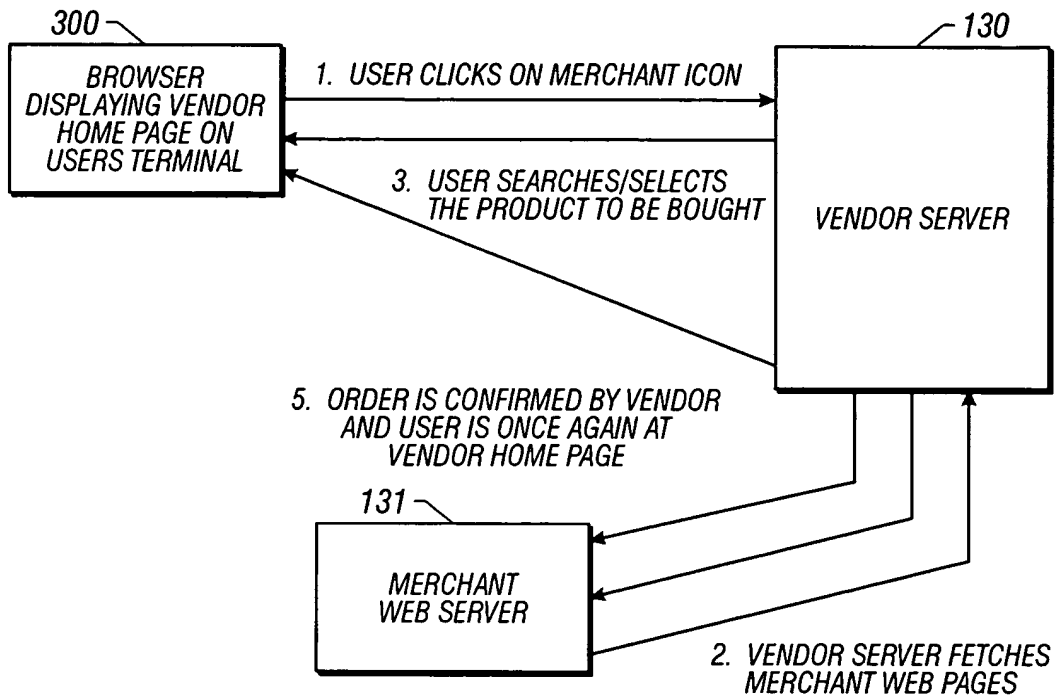 300
130
BROWSER
DISPLAYING VENDOR
HOME PAGE ON
USERS TERMINAL
1. USER CLICKS ON MERCHANT ICON
3. USER SEARCHES/SELECTS
THE PRODUCT TO BE BOUGHT
VENDOR SERVER
5. ORDER IS CONFIRMED BY VENDOR
AND USER IS ONCE AGAIN AT
VENDOR HOME PAGE
131
MERCHANT
WEB SERVER
2. VENDOR SERVER FETCHES
MERCHANT WEB PAGES